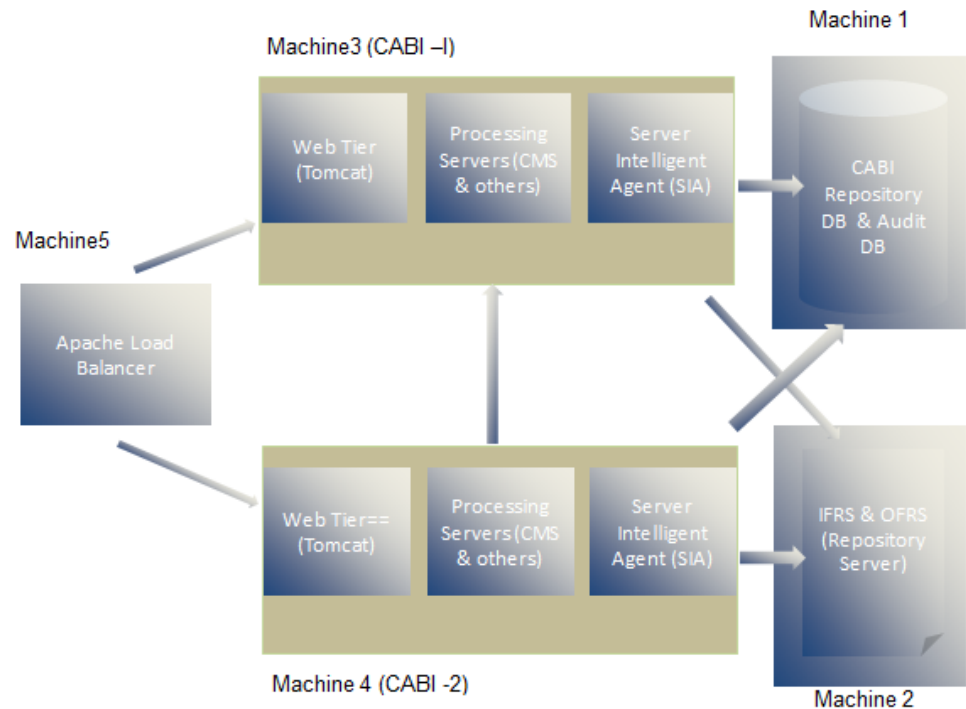 Machine 1
Machine3 (CABI –I)
Web Tier
(Tomcat)
Processing
Servers (CMS
& others)
Server
Intelligent
Agent (SIA)
CABI
Repository
DB & Audit
DB
Machine5
Apache Load
Balancer
Web Tier==
(Tomcat)
Processing
Servers (CMS
& others)
Server
Intelligent
Agent (SIA)
IFRS & OFRS
(Repository
Server)
Machine 4 (CABI -2)
Machine 2